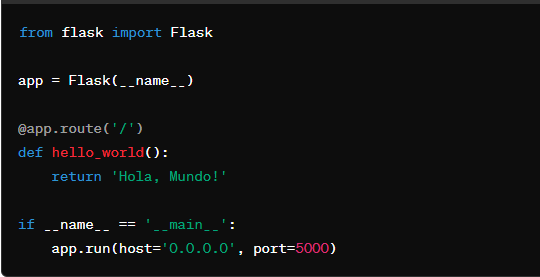 from flask import Flask
app = Flask(__name__)
@app.route('/')
def hello_world():
    return 'Hola, Mundo!'
if __name__ == '__main__':
    app.run(host='0.0.0.0', port=5000)